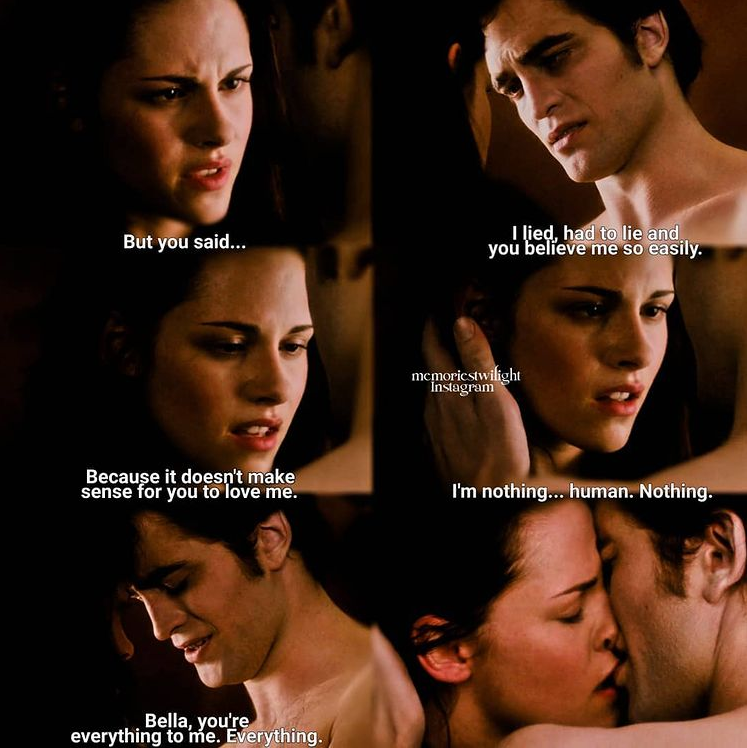 But you said...
I lied, had to lie and
you believe me so easily.
Because it doesn't make
sense for you to love me.
memoriestwilight
Instagram
I'm nothing... human. Nothing.
Bella, you're
everything to me. Everything.